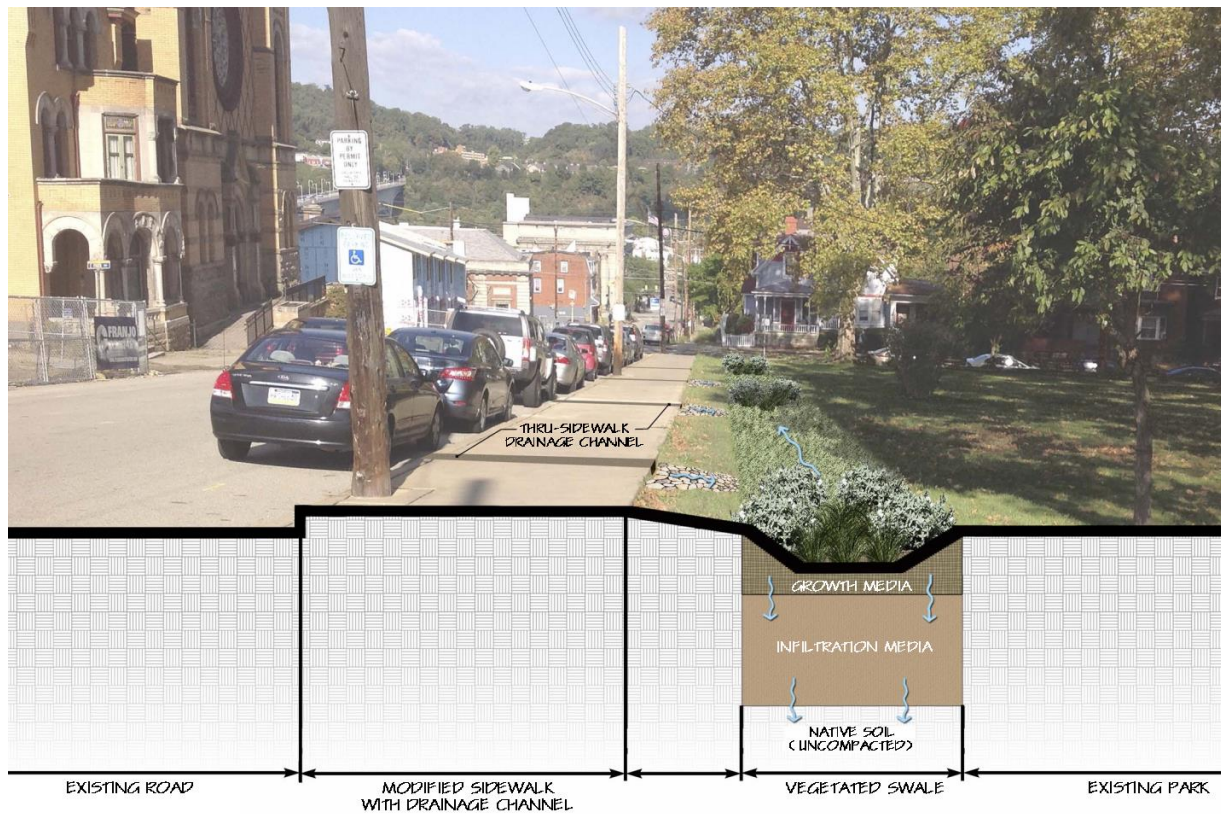 PARKING
BY
PERMIT
ONLY
FRANJO
THRU-SIDEWALK
DRAINAGE CHANNEL
GROWTH MEDIA
INFILTRATION MEDIA
NATIVE SOIL
(UNCOMPACTED)
EXISTING ROAD
MODIFIED SIDEWALK
WITH DRAINAGE CHANNEL
VEGETATED SWALE
EXISTING PARK